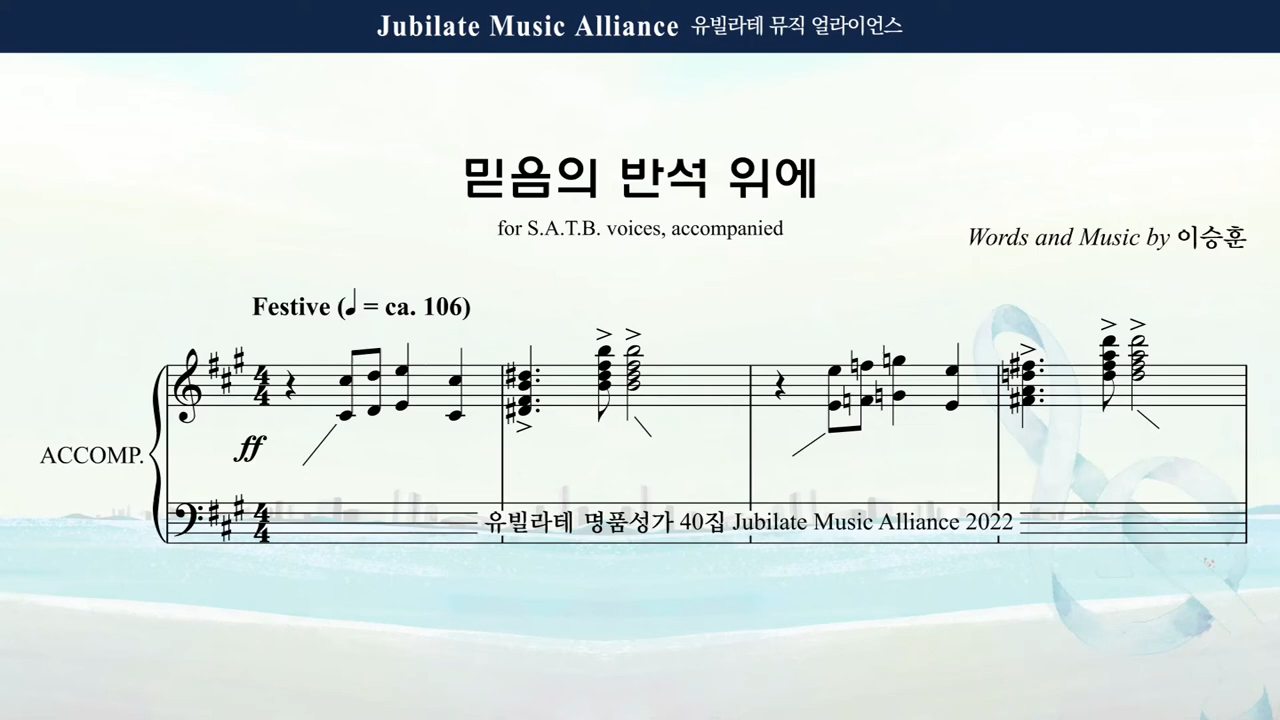 Jubilate Music Alliance 유빌라테 뮤직 얼라이언스
믿음의 반석 위에
for S.A.T.B. voices, accompanied
Words and Music by 이승훈
Festive (♩ = ca. 106)
ff
ACCOMP.
유빌라테 명품성가 40집 Jubilate Music Alliance 2022